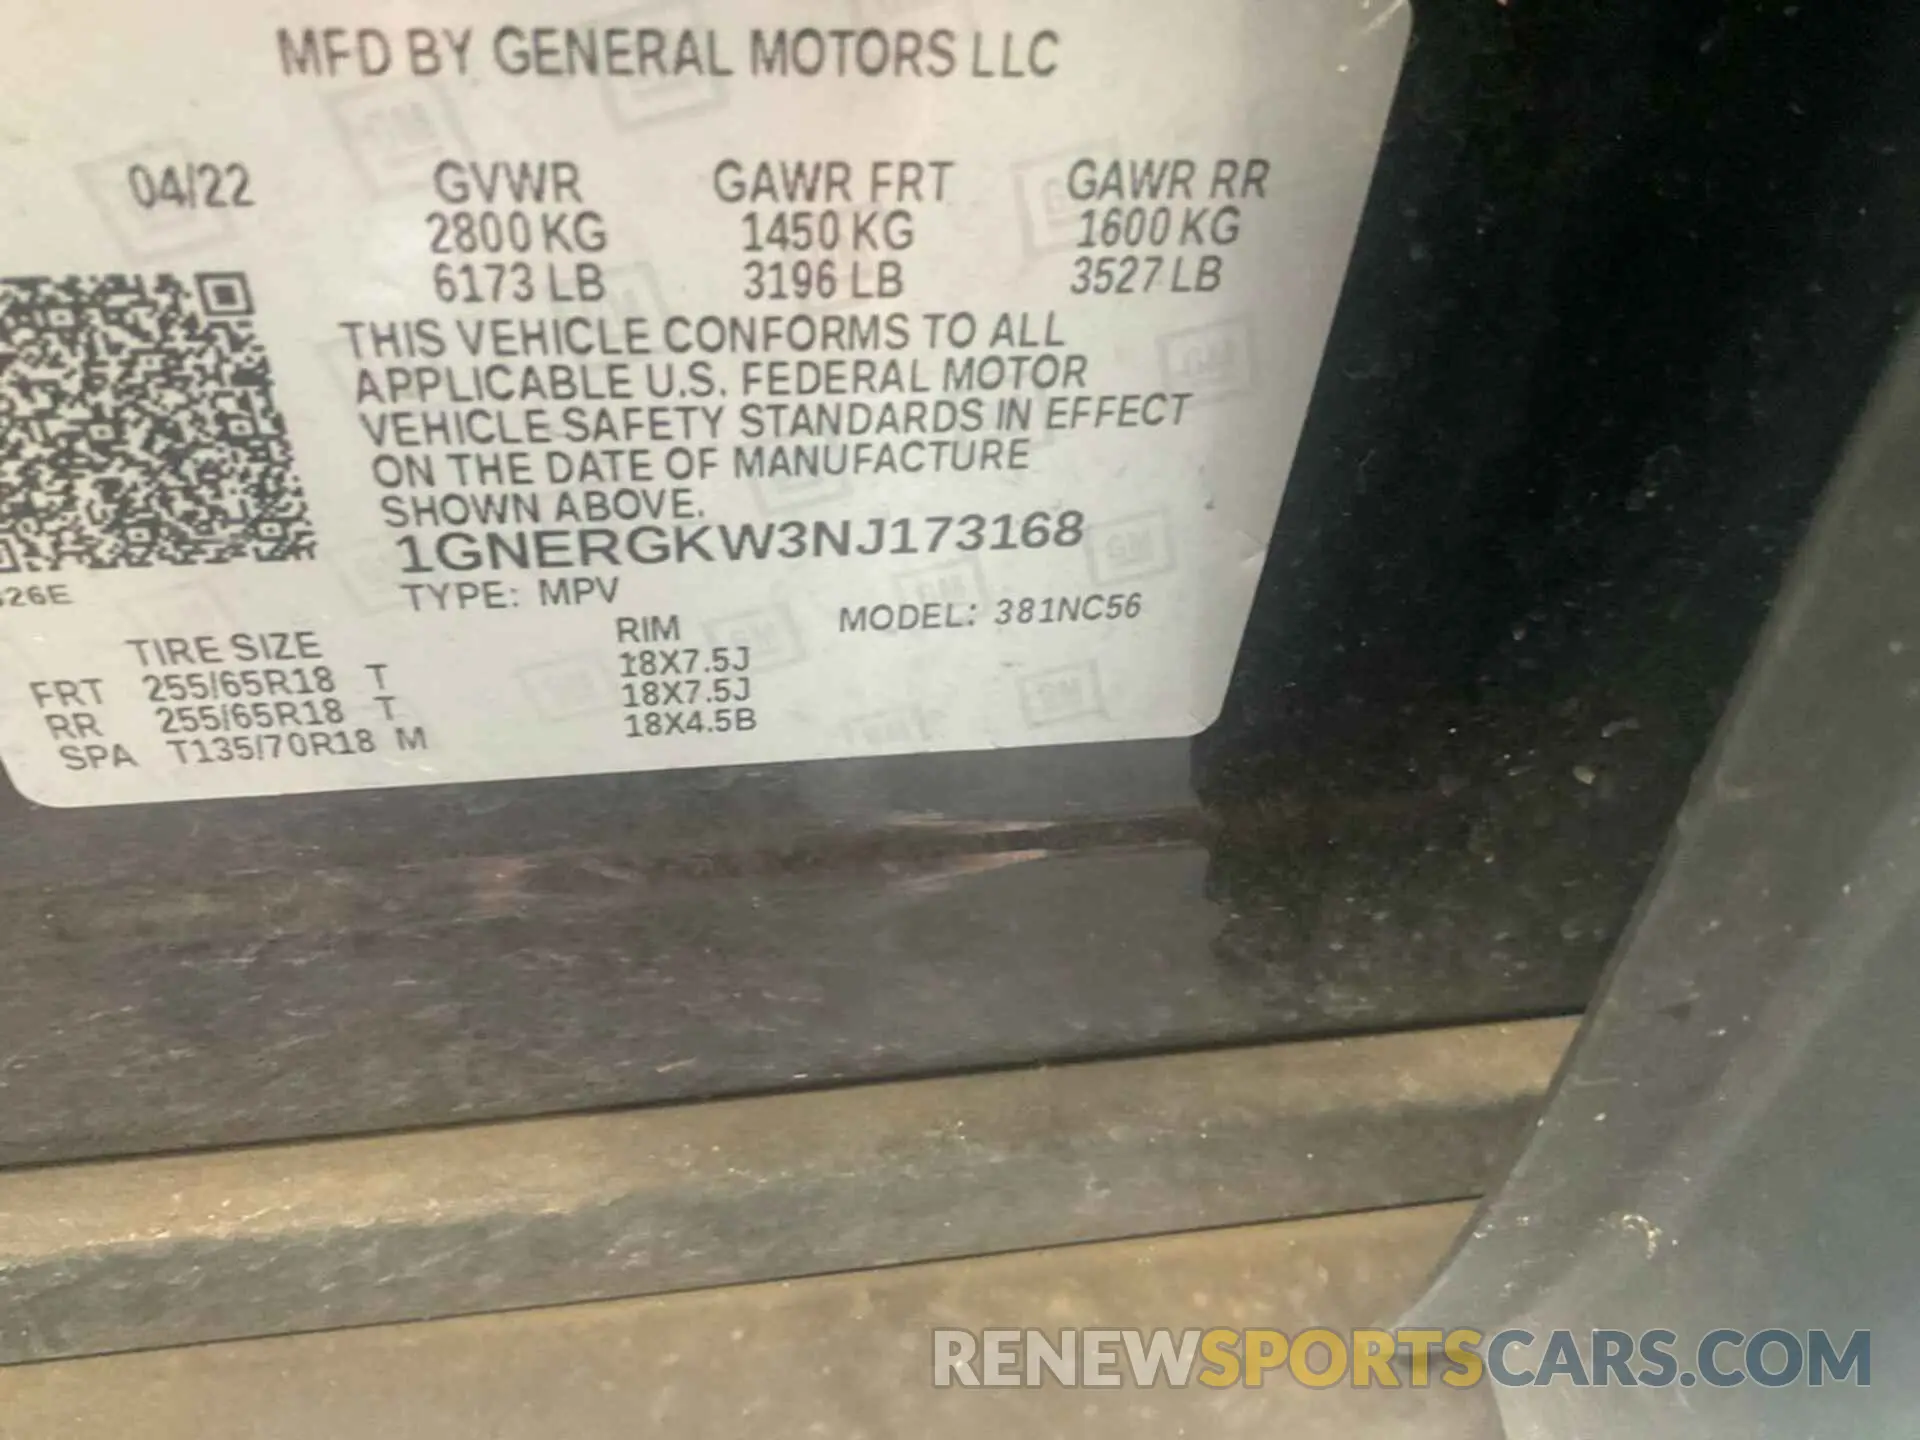 MFD BY GENERAL MOTORS LLC
04/22 GVWR GAWR FRT GAWR RR
2800 KG 1450 KG 1600 KG
6173 LB 3196 LB 3527 LB
THIS VEHICLE CONFORMS TO ALL
APPLICABLE U.S. FEDERAL MOTOR
VEHICLE SAFETY STANDARDS IN EFFECT
ON THE DATE OF MANUFACTURE
SHOWN ABOVE.
1GNERGKW3NJ173168
26E TYPE: MPV MODEL: 381NC56
TIRE SIZE RIM
FRT 255/65R18 T 18X7.5J
RR 255/65R18 T 18X7.5J
SPA T135/70R18 M 18X4.5B
RENEWSPORTSCARS.COM